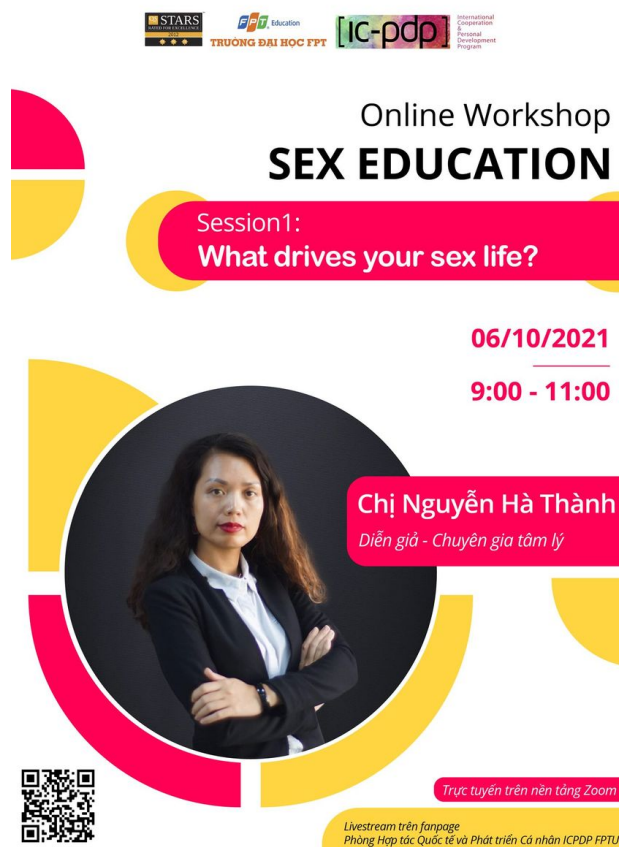 STARS
RATED FOR EXCELLENCE
FPT Education
TRƯỜNG ĐẠI HỌC FPT
[ic-pdp]
International
Cooperation
&
Personal
Development
Program
Online Workshop
SEX EDUCATION
Session1:
What drives your sex life?
06/10/2021
9:00 - 11:00
Chị Nguyễn Hà Thành
Diễn giả - Chuyên gia tâm lý
Trực tuyến trên nền tảng Zoom
Livestream trên fanpage
Phòng Hợp tác Quốc tế và Phát triển Cá nhân ICPDP FPTU